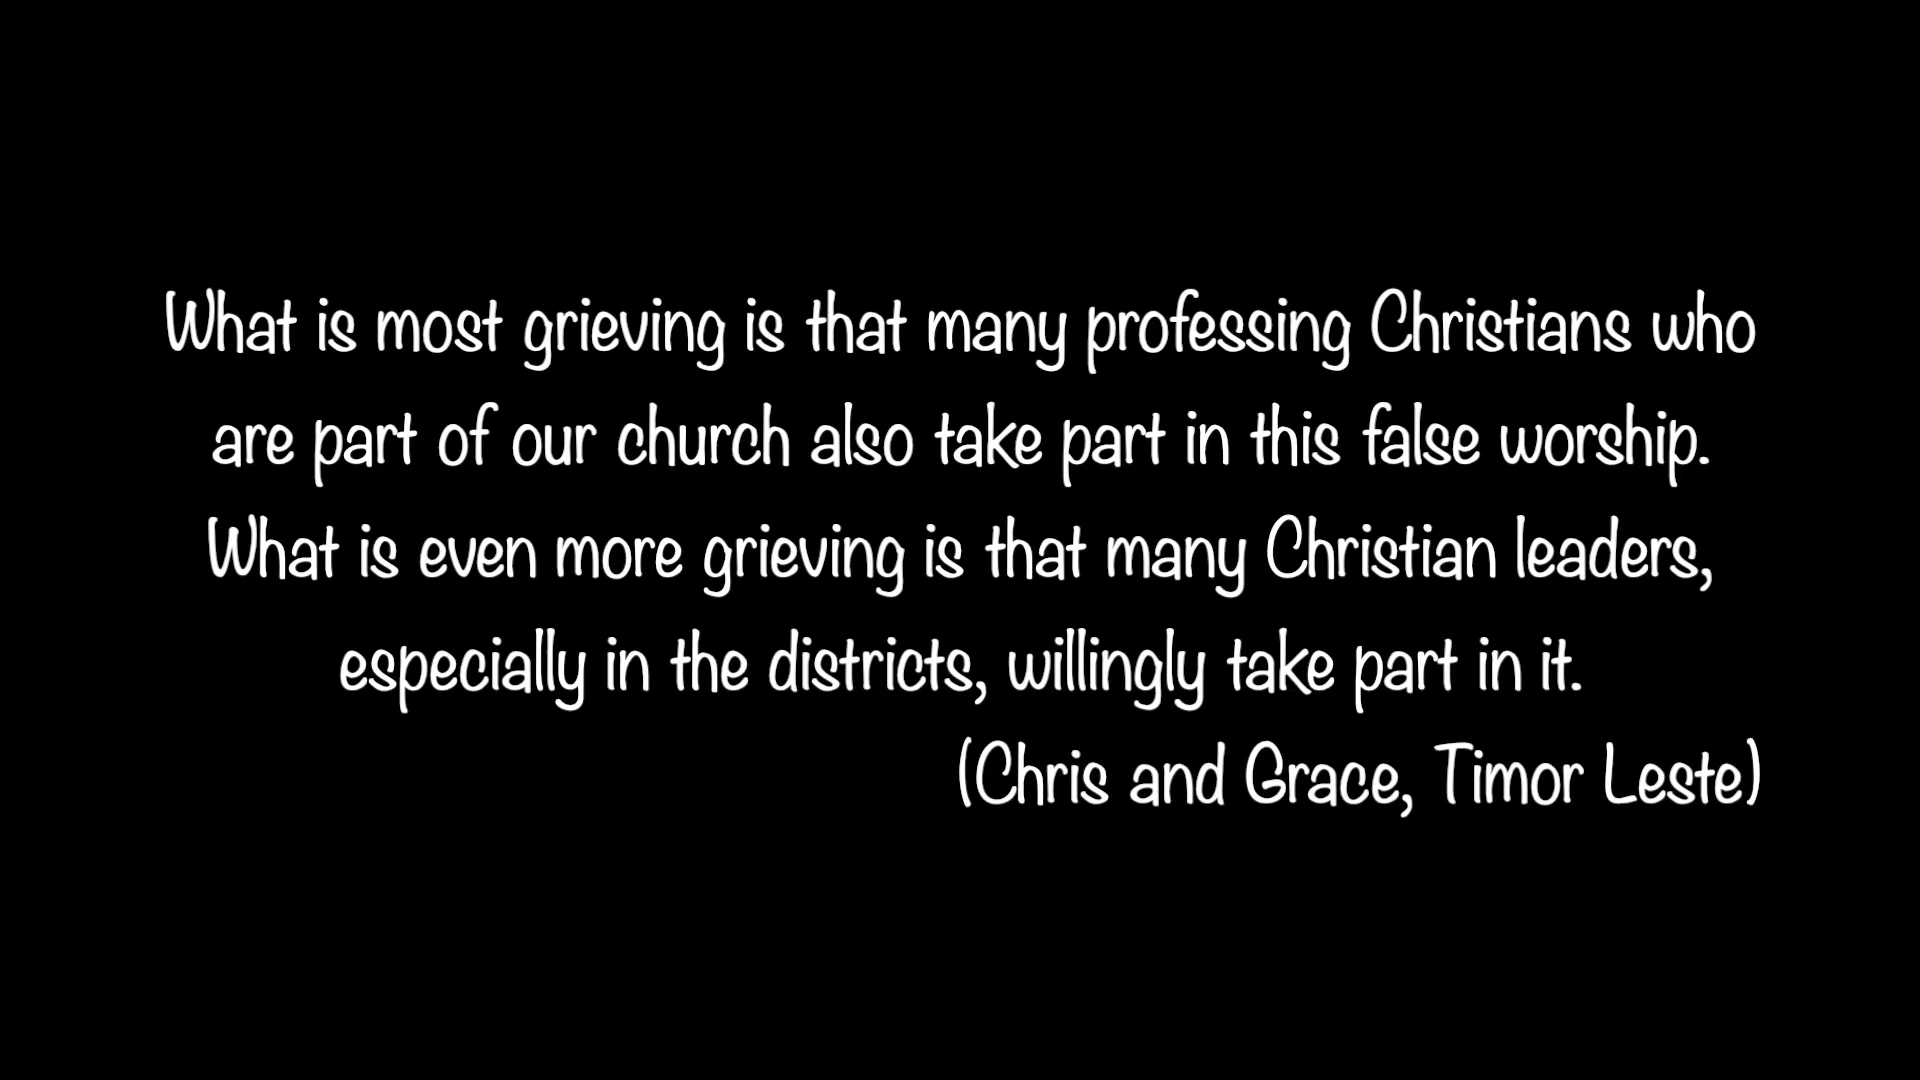 What is most grieving is that many professing Christians who
are part of our church also take part in this false worship.
What is even more grieving is that many Christian leaders,
especially in the districts, willingly take part in it.
(Chris and Grace, Timor Leste)